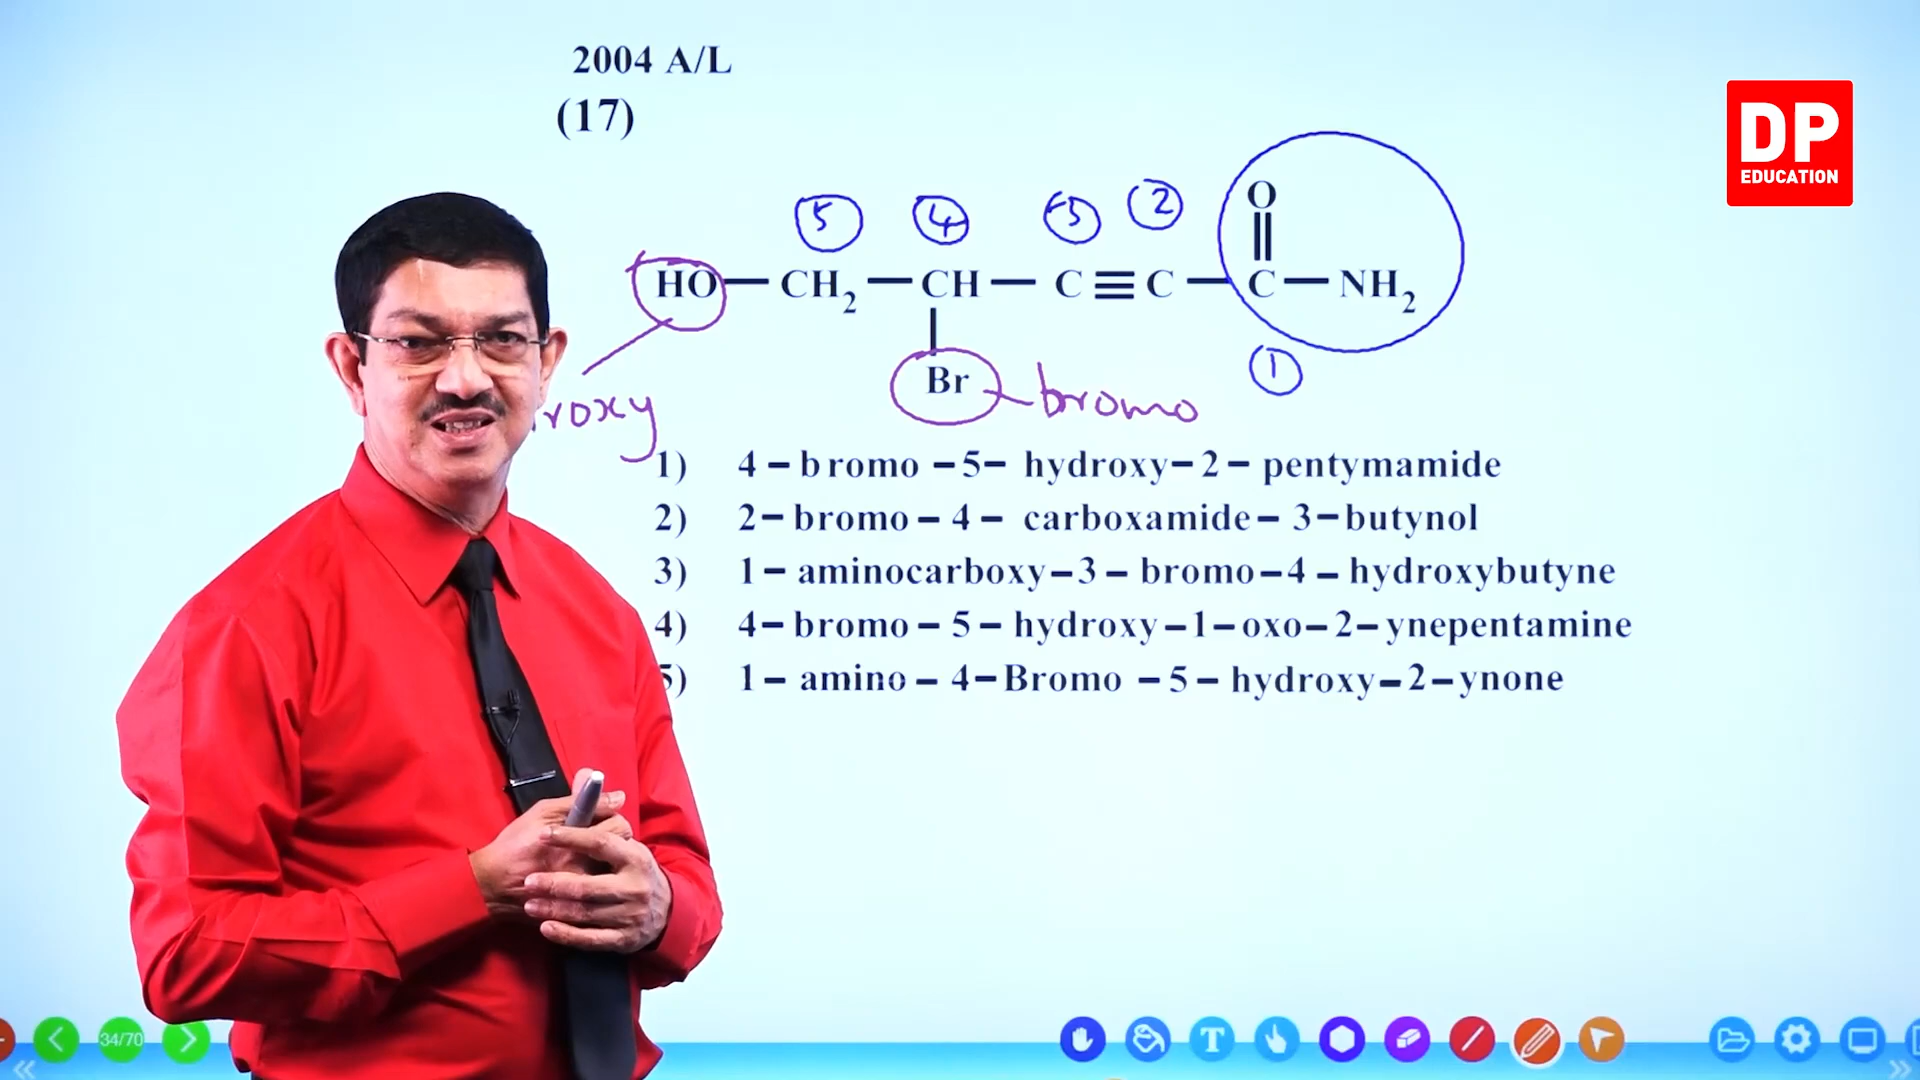 2004 A/L
(17)
DP
EDUCATION
5 4 3 2
O
HO — CH2 — CH — C ≡ C — C — NH2
1
Br bromo
roxy
1) 4 – bromo – 5 – hydroxy – 2 – pentymamide
2) 2 – bromo – 4 – carboxamide – 3 – butynol
3) 1 – aminocarboxy – 3 – bromo – 4 – hydroxybutyne
4) 4 – bromo – 5 – hydroxy – 1 – oxo – 2 – ynepentamine
5) 1 – amino – 4 – Bromo – 5 – hydroxy – 2 – ynone
34/70
T